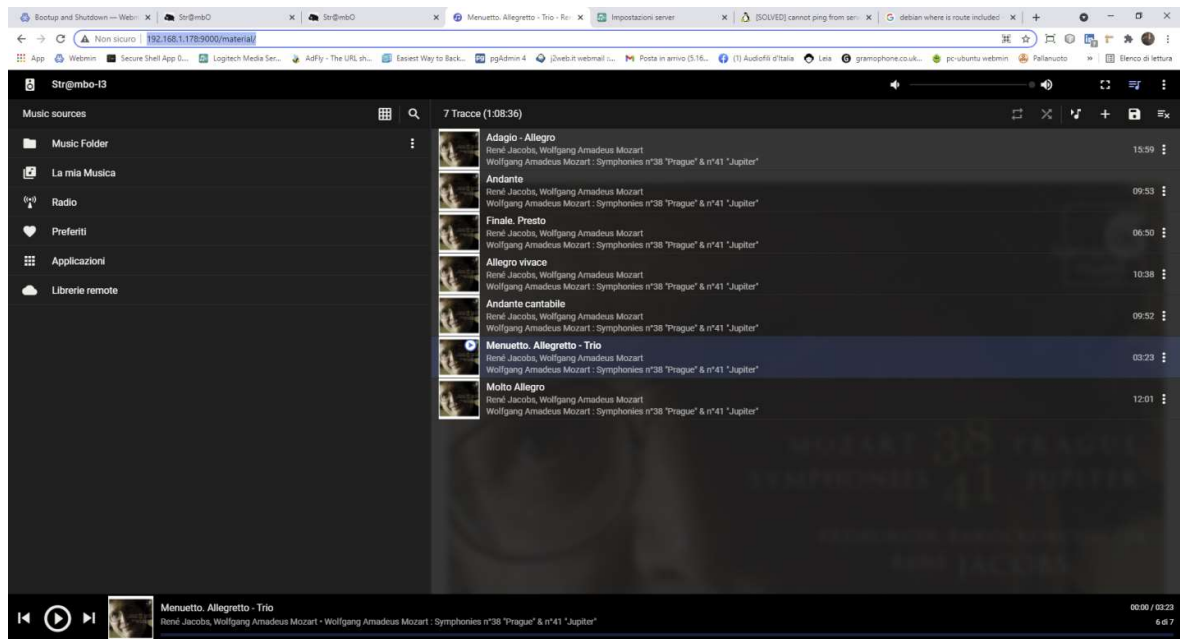 Bootup and Shutdown — Webm
Str@mbO
Str@mbO
Menuetto. Allegretto - Trio - Re
Impostazioni server
[SOLVED] cannot ping from serv
debian where is route included
Non sicuro
192.168.1.178:9000/material/
App
Webmin
Secure Shell App 0...
Logitech Media Ser...
AdFly - The URL sh...
Easiest Way to Back...
pgAdmin 4
Posta in arrivo (5.16...
(1) Audiofili d'Italia
Leia
gramophone.co.uk...
pc-ubuntu webmin
Pallanuoto
»
Elenco di lettura
Str@mbo-I3
Music sources
7 Tracce (1:08:36)
Music Folder
La mia Musica
Radio
Preferiti
Applicazioni
Librerie remote
Adagio - Allegro
René Jacobs, Wolfgang Amadeus Mozart
Wolfgang Amadeus Mozart : Symphonies n°38 "Prague" & n°41 "Jupiter"
15:59
Andante
René Jacobs, Wolfgang Amadeus Mozart
Wolfgang Amadeus Mozart : Symphonies n°38 "Prague" & n°41 "Jupiter"
09:53
Finale. Presto
René Jacobs, Wolfgang Amadeus Mozart
Wolfgang Amadeus Mozart : Symphonies n°38 "Prague" & n°41 "Jupiter"
06:50
Allegro vivace
René Jacobs, Wolfgang Amadeus Mozart
Wolfgang Amadeus Mozart : Symphonies n°38 "Prague" & n°41 "Jupiter"
10:38
Andante cantabile
René Jacobs, Wolfgang Amadeus Mozart
Wolfgang Amadeus Mozart : Symphonies n°38 "Prague" & n°41 "Jupiter"
09:52
Menuetto. Allegretto - Trio
René Jacobs, Wolfgang Amadeus Mozart
Wolfgang Amadeus Mozart : Symphonies n°38 "Prague" & n°41 "Jupiter"
03:23
Molto Allegro
René Jacobs, Wolfgang Amadeus Mozart
Wolfgang Amadeus Mozart : Symphonies n°38 "Prague" & n°41 "Jupiter"
12:01
MOZART 38 PRAGUE
SYMPHONIES 41 JUPITER
RENÉ JACOBS
Menuetto. Allegretto - Trio
René Jacobs, Wolfgang Amadeus Mozart • Wolfgang Amadeus Mozart : Symphonies n°38 "Prague" & n°41 "Jupiter"
00:00 / 03:23
6 di 7